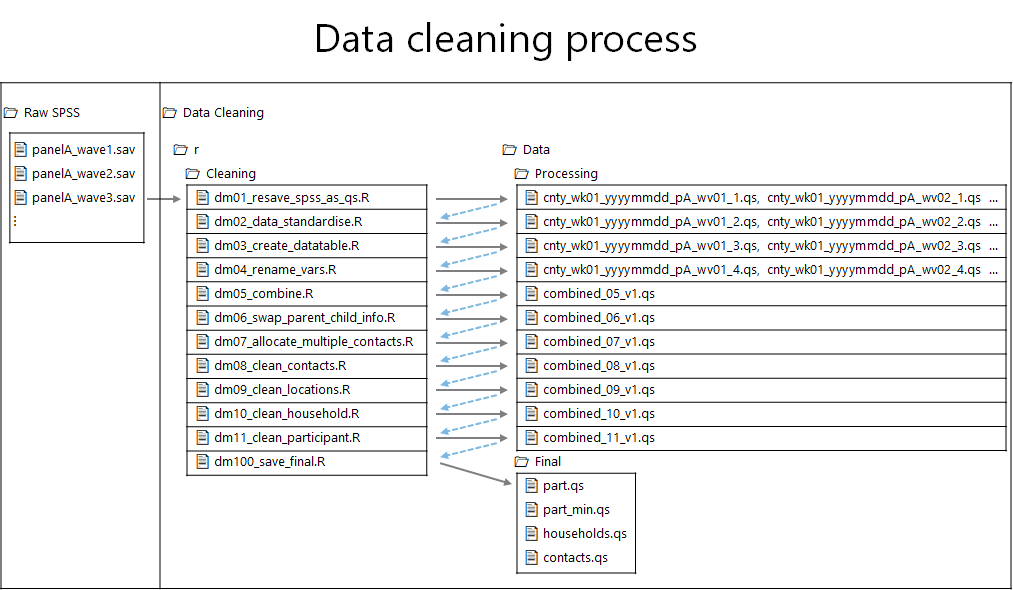 Data cleaning process
Raw SPSS
panelA_wave1.sav
panelA_wave2.sav
panelA_wave3.sav
⋮
Data Cleaning
r
Cleaning
dm01_resave_spss_as_qs.R
dm02_data_standardise.R
dm03_create_datatable.R
dm04_rename_vars.R
dm05_combine.R
dm06_swap_parent_child_info.R
dm07_allocate_multiple_contacts.R
dm08_clean_contacts.R
dm09_clean_locations.R
dm10_clean_household.R
dm11_clean_participant.R
dm100_save_final.R
Data
Processing
cnty_wk01_yyyymmdd_pA_wv01_1.qs, cnty_wk01_yyyymmdd_pA_wv02_1.qs ...
cnty_wk01_yyyymmdd_pA_wv01_2.qs, cnty_wk01_yyyymmdd_pA_wv02_2.qs ...
cnty_wk01_yyyymmdd_pA_wv01_3.qs, cnty_wk01_yyyymmdd_pA_wv02_3.qs ...
cnty_wk01_yyyymmdd_pA_wv01_4.qs, cnty_wk01_yyyymmdd_pA_wv02_4.qs ...
combined_05_v1.qs
combined_06_v1.qs
combined_07_v1.qs
combined_08_v1.qs
combined_09_v1.qs
combined_10_v1.qs
combined_11_v1.qs
Final
part.qs
part_min.qs
households.qs
contacts.qs